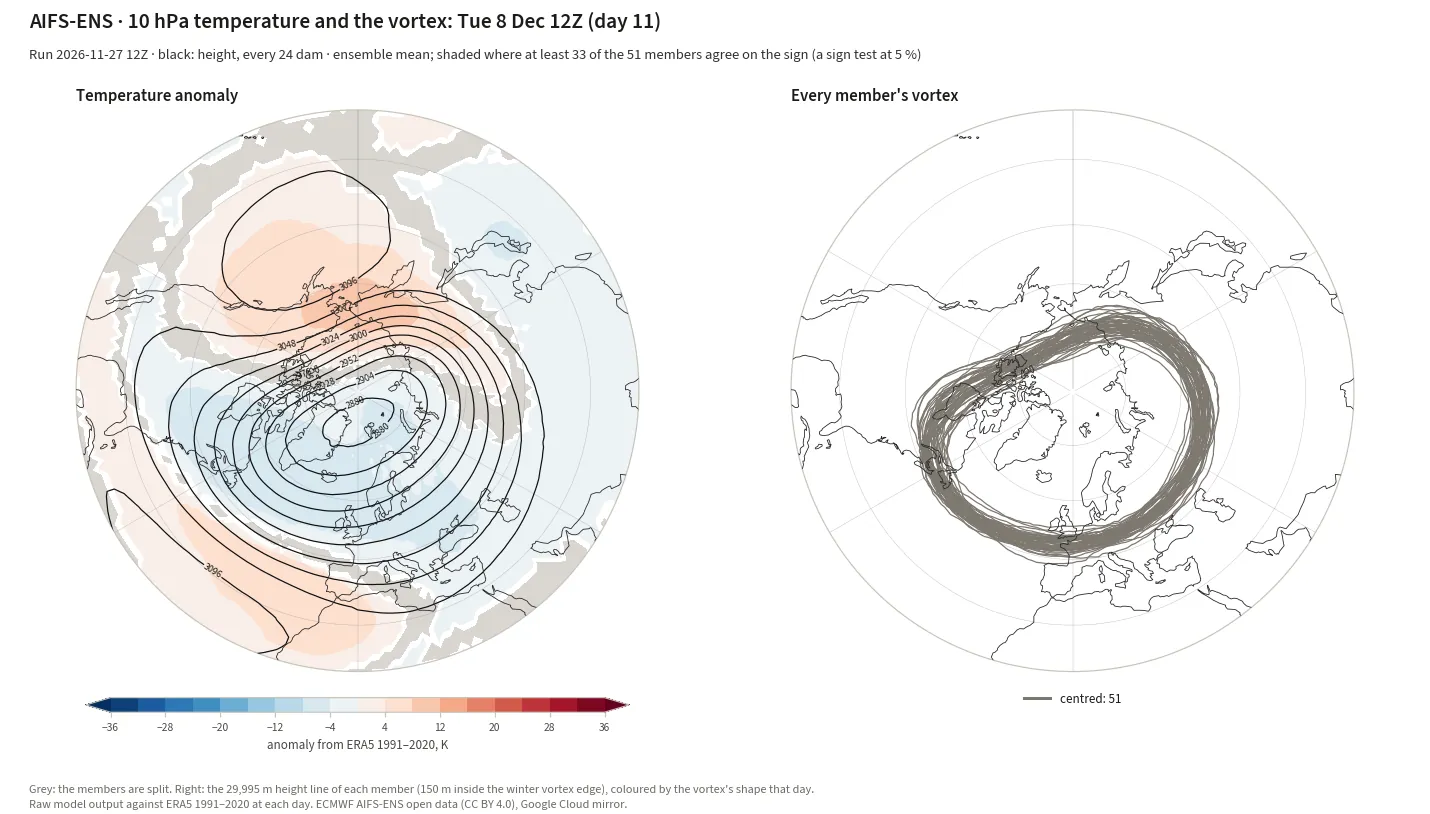 AIFS-ENS · 10 hPa temperature and the vortex: Tue 8 Dec 12Z (day 11)
Run 2026-11-27 12Z · black: height, every 24 dam · ensemble mean; shaded where at least 33 of the 51 members agree on the sign (a sign test at 5 %)
Temperature anomaly
Every member's vortex
3096
3048
3024
3000
2952
2904
2880
3096
−36
−28
−20
−12
−4
4
12
20
28
36
anomaly from ERA5 1991–2020, K
centred: 51
Grey: the members are split. Right: the 29,995 m height line of each member (150 m inside the winter vortex edge), coloured by the vortex's shape that day.
Raw model output against ERA5 1991–2020 at each day. ECMWF AIFS-ENS open data (CC BY 4.0), Google Cloud mirror.